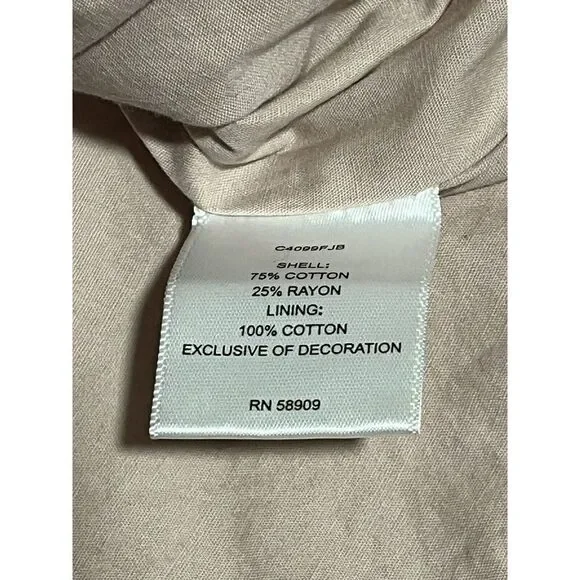 C4099FJB
SHELL:
75% COTTON
25% RAYON
LINING:
100% COTTON
EXCLUSIVE OF DECORATION
RN 58909